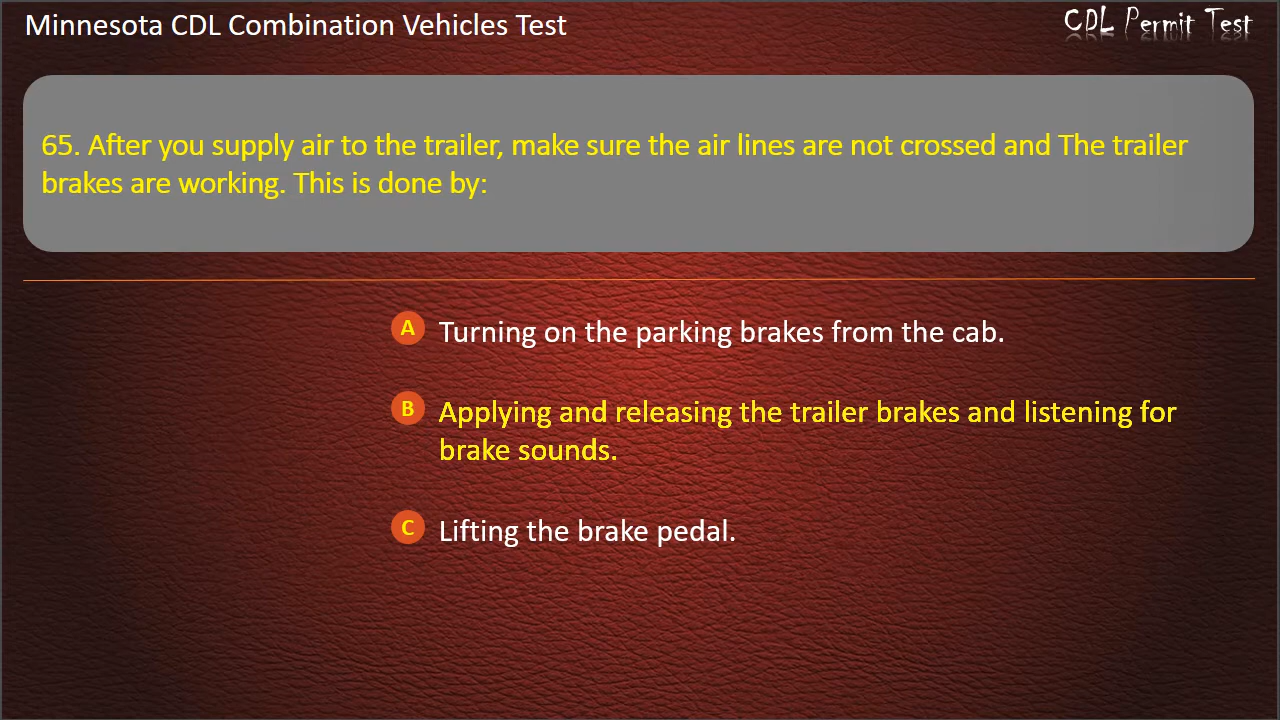 Minnesota CDL Combination Vehicles Test
CDL Permit Test
65. After you supply air to the trailer, make sure the air lines are not crossed and The trailer
brakes are working. This is done by:
A Turning on the parking brakes from the cab.
B Applying and releasing the trailer brakes and listening for
brake sounds.
C Lifting the brake pedal.